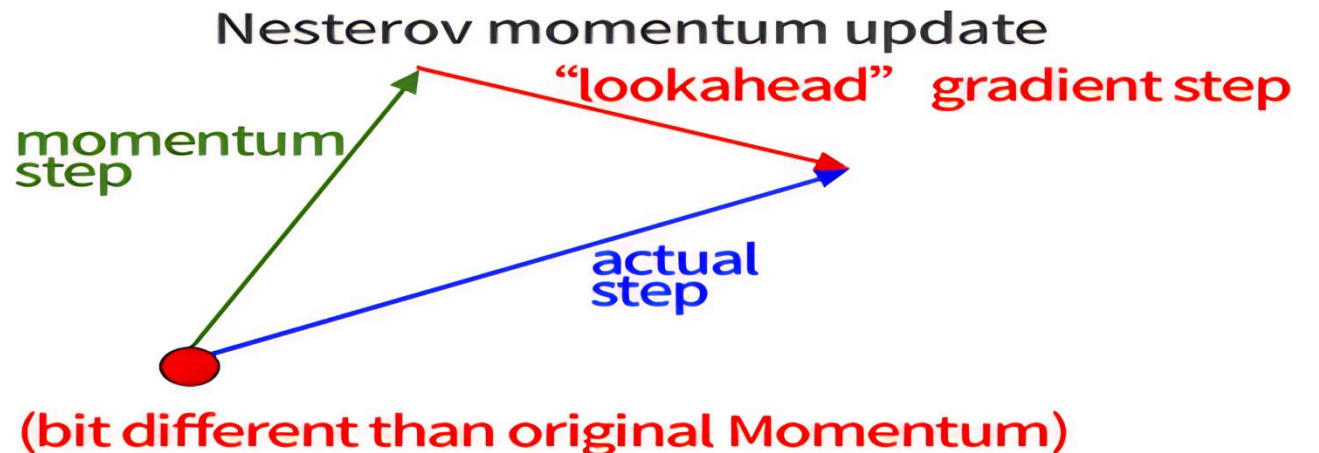 Nesterov momentum update
“lookahead” gradient step
momentum
step
actual
step
(bit different than original Momentum)